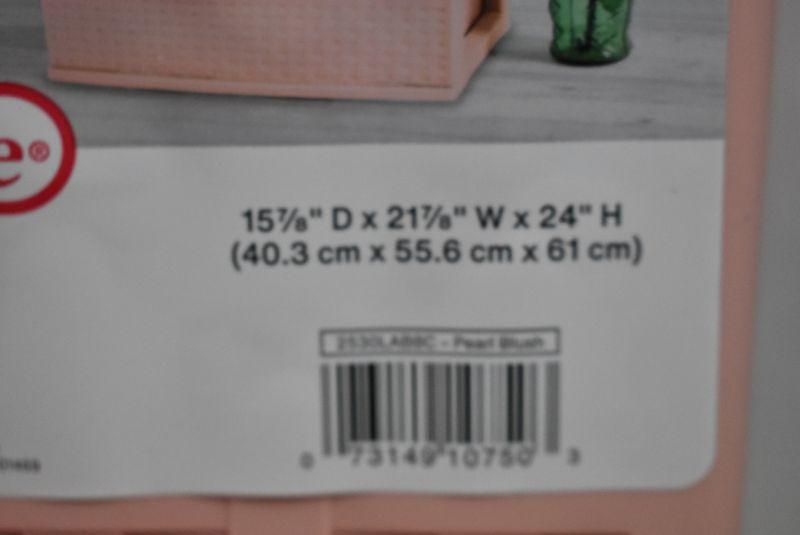 e®
15⅞" D x 21⅞" W x 24" H
(40.3 cm x 55.6 cm x 61 cm)
- Pearl Blush
0 73149 10750 3